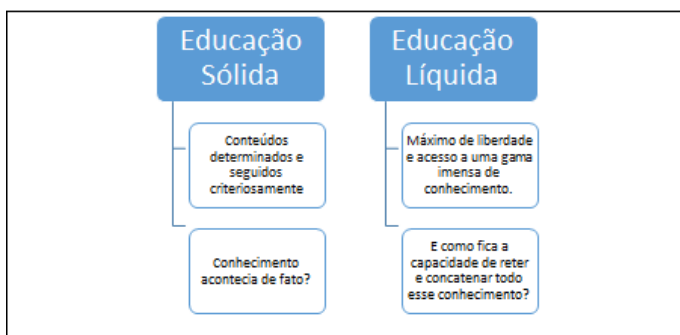 Educação
Sólida
Conteúdos
determinados e
seguidos
criteriosamente
Conhecimento
acontecia de fato?
Educação
Líquida
Máximo de liberdade
e acesso a uma gama
imensa de
conhecimento.
E como fica a
capacidade de reter
e concatenar todo
esse conhecimento?